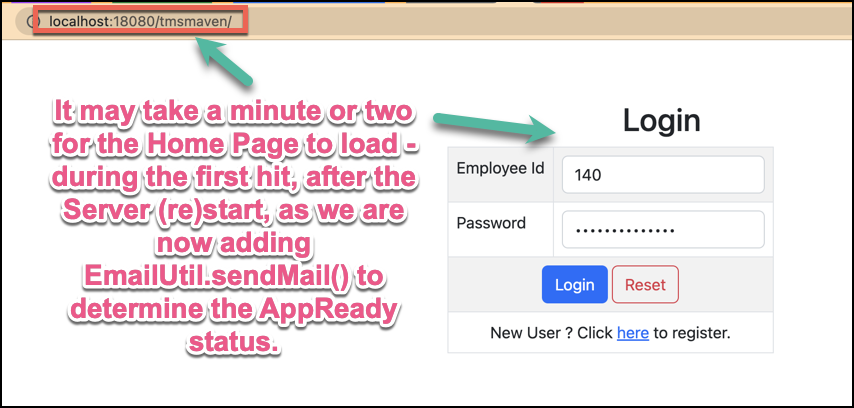 localhost:18080/tmsmaven/
It may take a minute or two
for the Home Page to load -
during the first hit, after the
Server (re)start, as we are
now adding
EmailUtil.sendMail() to
determine the AppReady
status.
Login
Employee Id 140
Password ••••••••••••••
Login Reset
New User ? Click here to register.